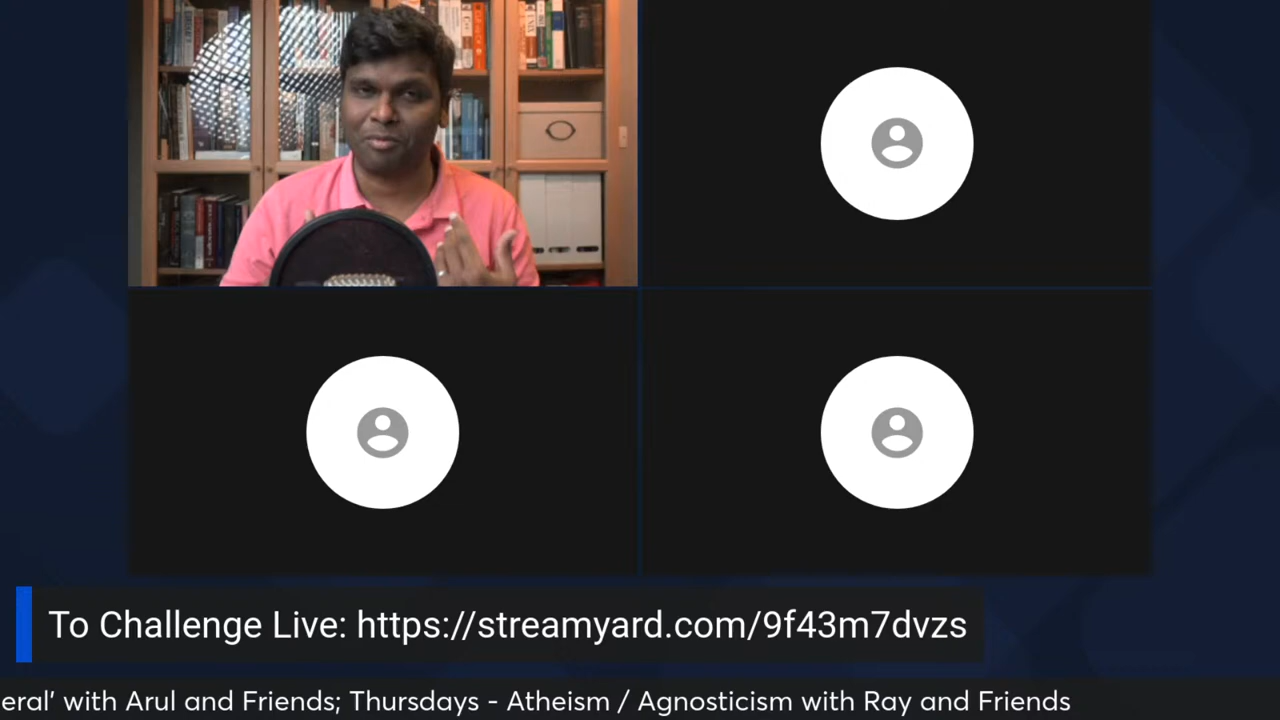 To Challenge Live: https://streamyard.com/9f43m7dvzs
eral' with Arul and Friends; Thursdays - Atheism / Agnosticism with Ray and Friends